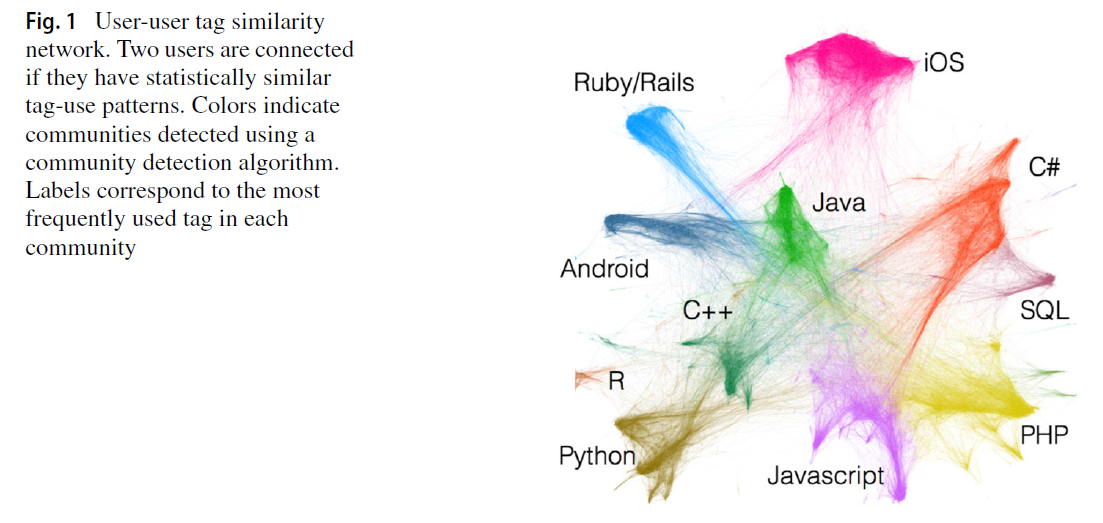 Fig. 1 User-user tag similarity
network. Two users are connected
if they have statistically similar
tag-use patterns. Colors indicate
communities detected using a
community detection algorithm.
Labels correspond to the most
frequently used tag in each
community
iOS
Ruby/Rails
C#
Java
Android
SQL
C++
R
PHP
Python
Javascript